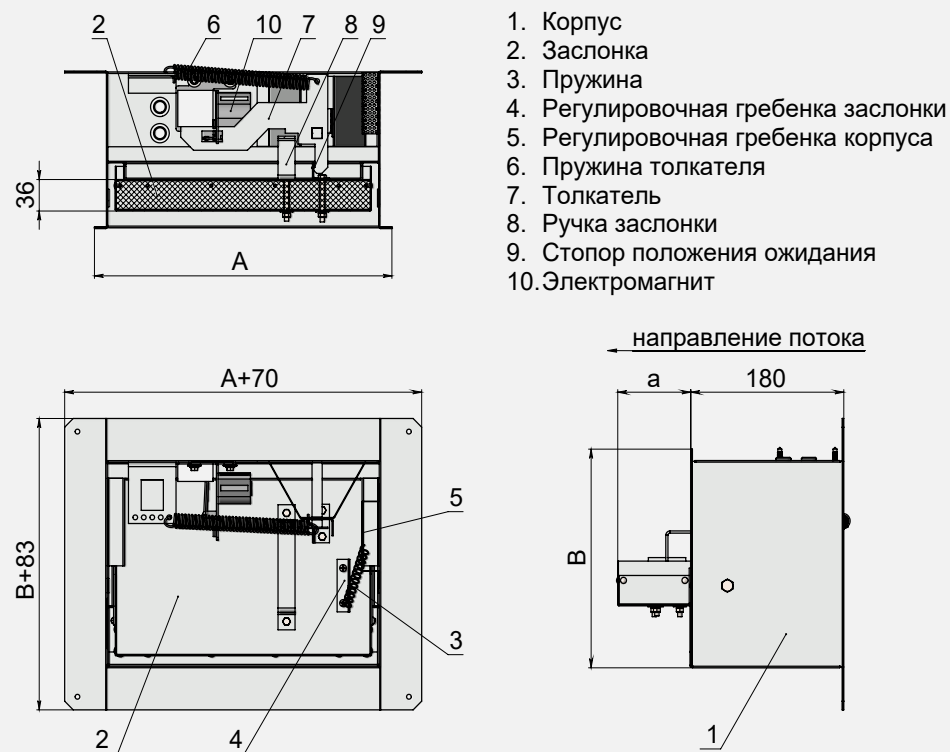 2 6 10 7 8 9
36
A
1. Корпус
2. Заслонка
3. Пружина
4. Регулировочная гребенка заслонки
5. Регулировочная гребенка корпуса
6. Пружина толкателя
7. Толкатель
8. Ручка заслонки
9. Стопор положения ожидания
10.Электромагнит
направление потока
A+70
a 180
B+83
B
5
3
2 4
1